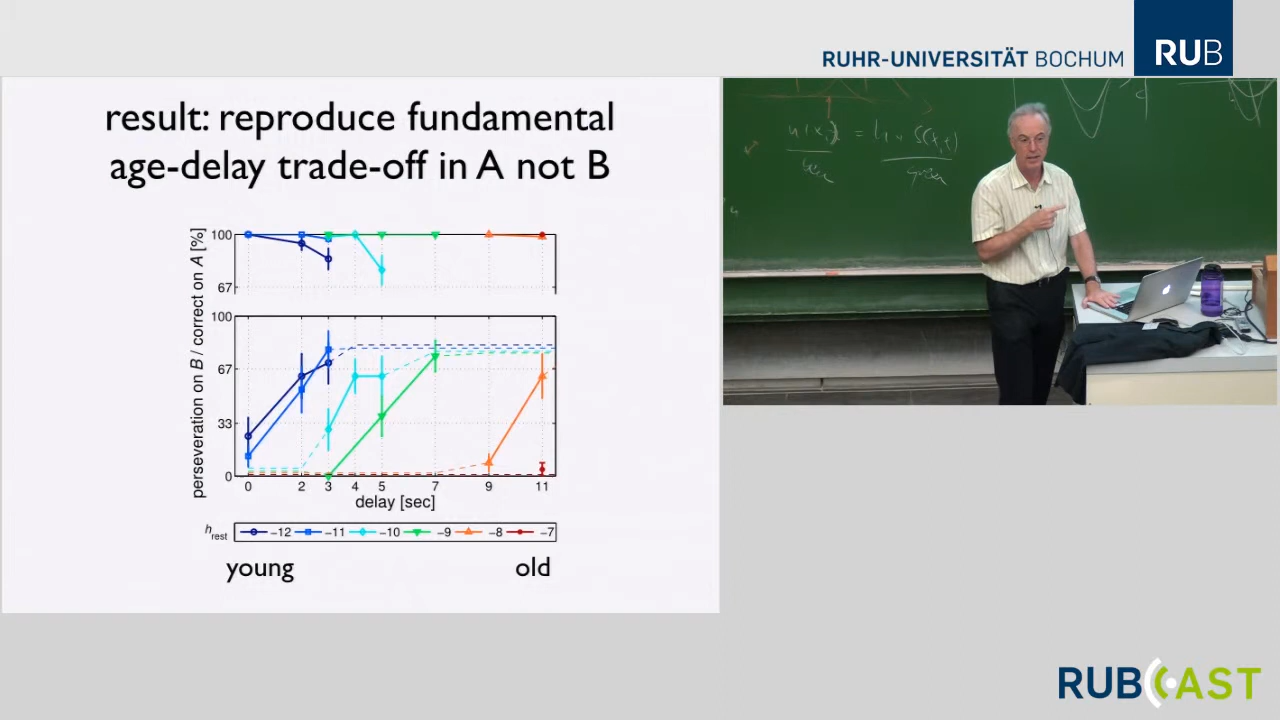 RUHR-UNIVERSITÄT BOCHUM RUB
result: reproduce fundamental
age-delay trade-off in A not B
perseveration on B / correct on A [%]
100
67
100
67
33
0
0 2 3 4 5 7 9 11
delay [sec]
h rest -12 -11 -10 -9 -8 -7
young old
RUBCAST